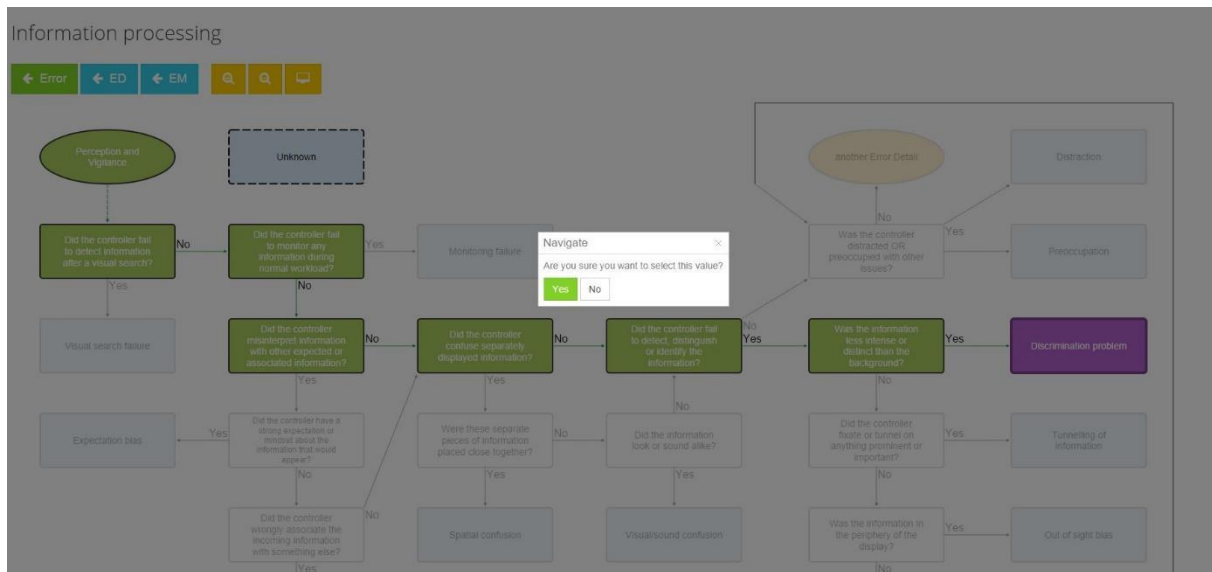 Information processing
Error
ED
EM
Perception and
Vigilance
Unknown
another Error Detail
Distraction
No
Did the controller fail
to detect information
after a visual search?
No
Did the controller fail
to monitor any
information during
normal workload?
Yes
Monitoring failure
Navigate
Are you sure you want to select this value?
Yes
No
Was the controller
distracted OR
preoccupied with other
issues?
Yes
Preoccupation
Yes
No
Visual search failure
Did the controller
misinterpret information
with other expected or
associated information?
No
Did the controller
confuse separately
displayed information?
No
Did the controller fail
to detect, distinguish
or identify the
information?
No
Yes
Was the information
less intense or
distinct than the
background?
Yes
Discrimination problem
Yes
Yes
No
No
Expectation bias
Yes
Did the controller have a
strong expectation or
mindset about the
information that would
appear?
Were these separate
pieces of information
placed close together?
No
Did the information
look or sound alike?
Did the controller
fixate or tunnel on
anything prominent or
important?
Yes
Tunnelling of
information
No
Yes
Yes
No
Did the controller
wrongly associate the
incoming information
with something else?
No
Spatial confusion
Visual/sound confusion
Was the information in
the periphery of the
display?
Yes
Out of sight bias
Yes
No